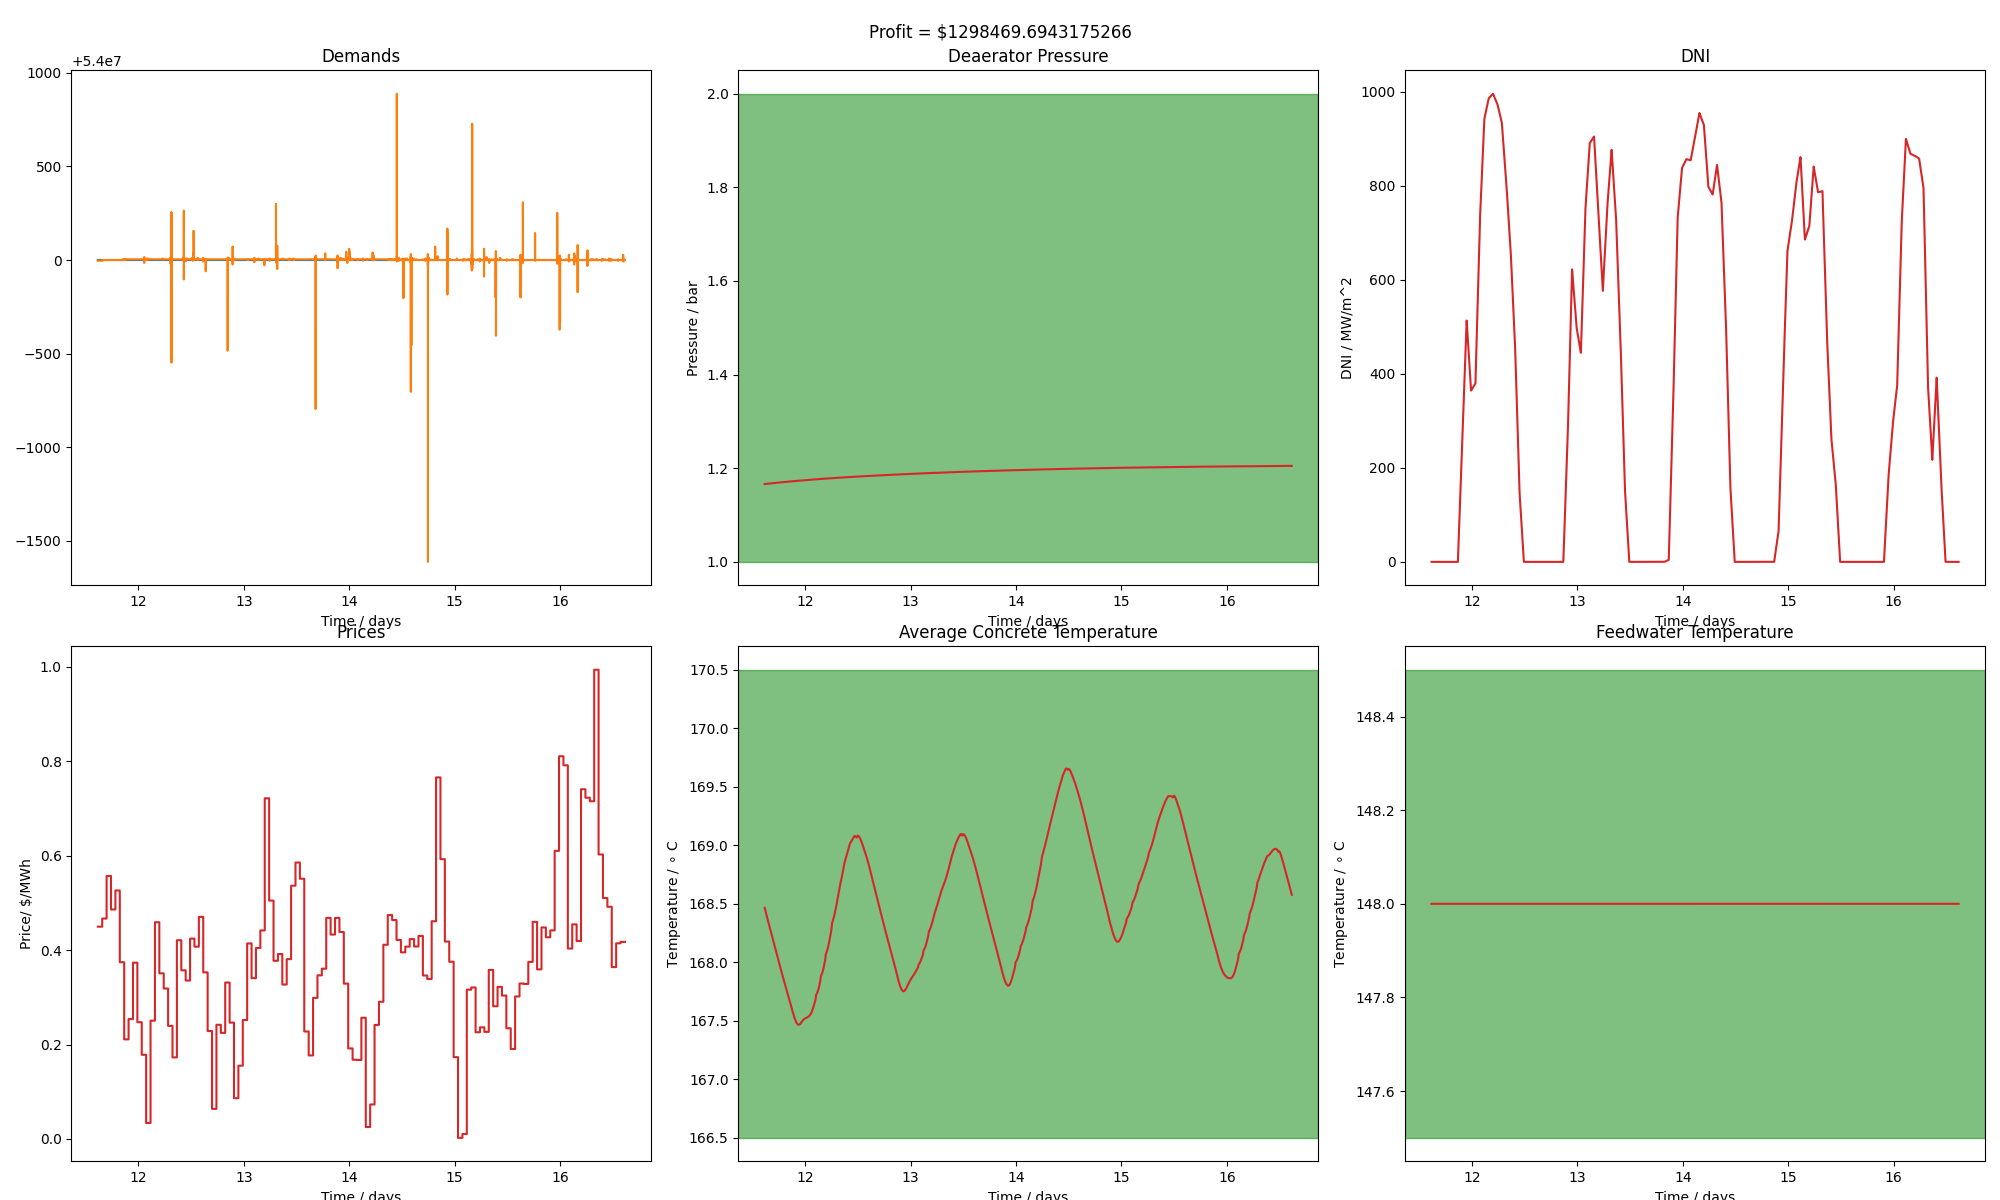 Profit = $1298469.6943175266
Demands
+5.4e7
1000
500
0
−500
−1000
−1500
12 13 14 15 16
Time / days
Deaerator Pressure
Pressure / bar
2.0
1.8
1.6
1.4
1.2
1.0
12 13 14 15 16
Time / days
DNI
DNI / MW/m^2
1000
800
600
400
200
0
12 13 14 15 16
Time / days
Prices
Price/ $/MWh
1.0
0.8
0.6
0.4
0.2
0.0
12 13 14 15 16
Time / days
Average Concrete Temperature
Temperature / ∘ C
170.5
170.0
169.5
169.0
168.5
168.0
167.5
167.0
166.5
12 13 14 15 16
Time / days
Feedwater Temperature
Temperature / ∘ C
148.4
148.2
148.0
147.8
147.6
12 13 14 15 16
Time / days